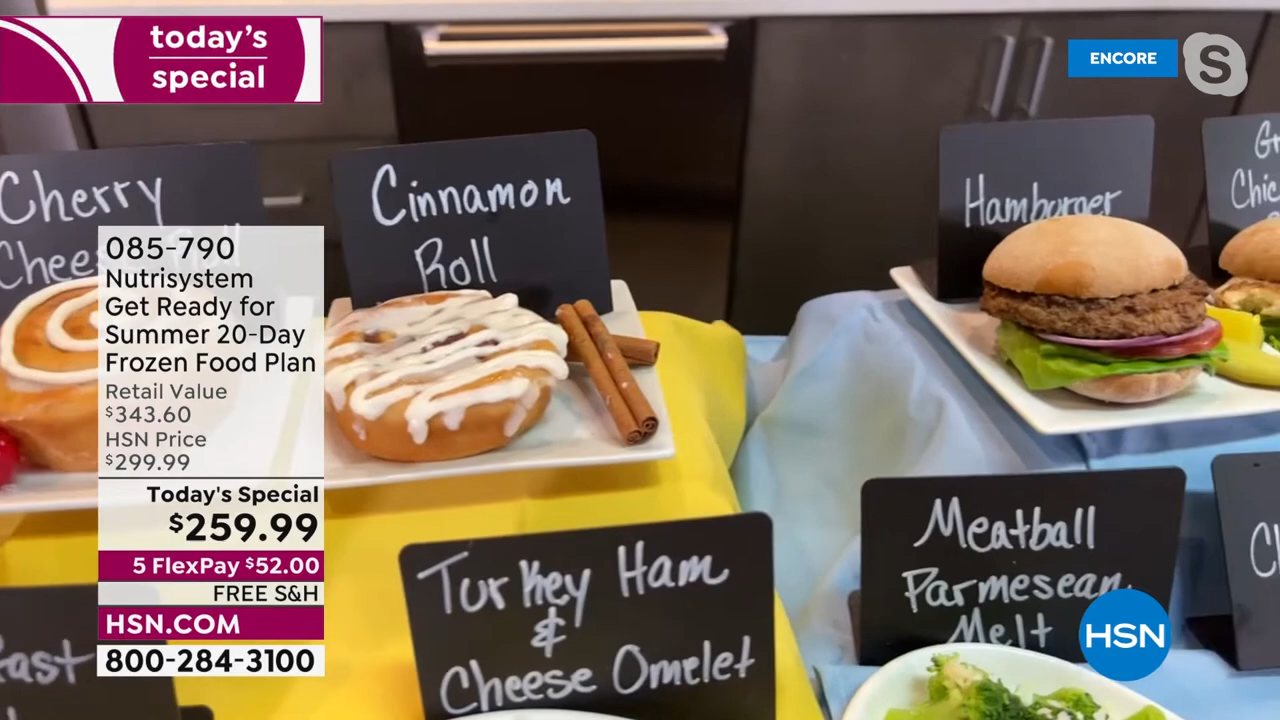 today's
special
ENCORE
S
Cherry
Cheese
Cinnamon
Roll
Hamburger
085-790
Nutrisystem
Get Ready for
Summer 20-Day
Frozen Food Plan
Retail Value
$343.60
HSN Price
$299.99
Today's Special
$259.99
5 FlexPay $52.00
FREE S&H
HSN.COM
800-284-3100
Turkey Ham
&
Cheese Omelet
Meatball
Parmesean
Melt
HSN